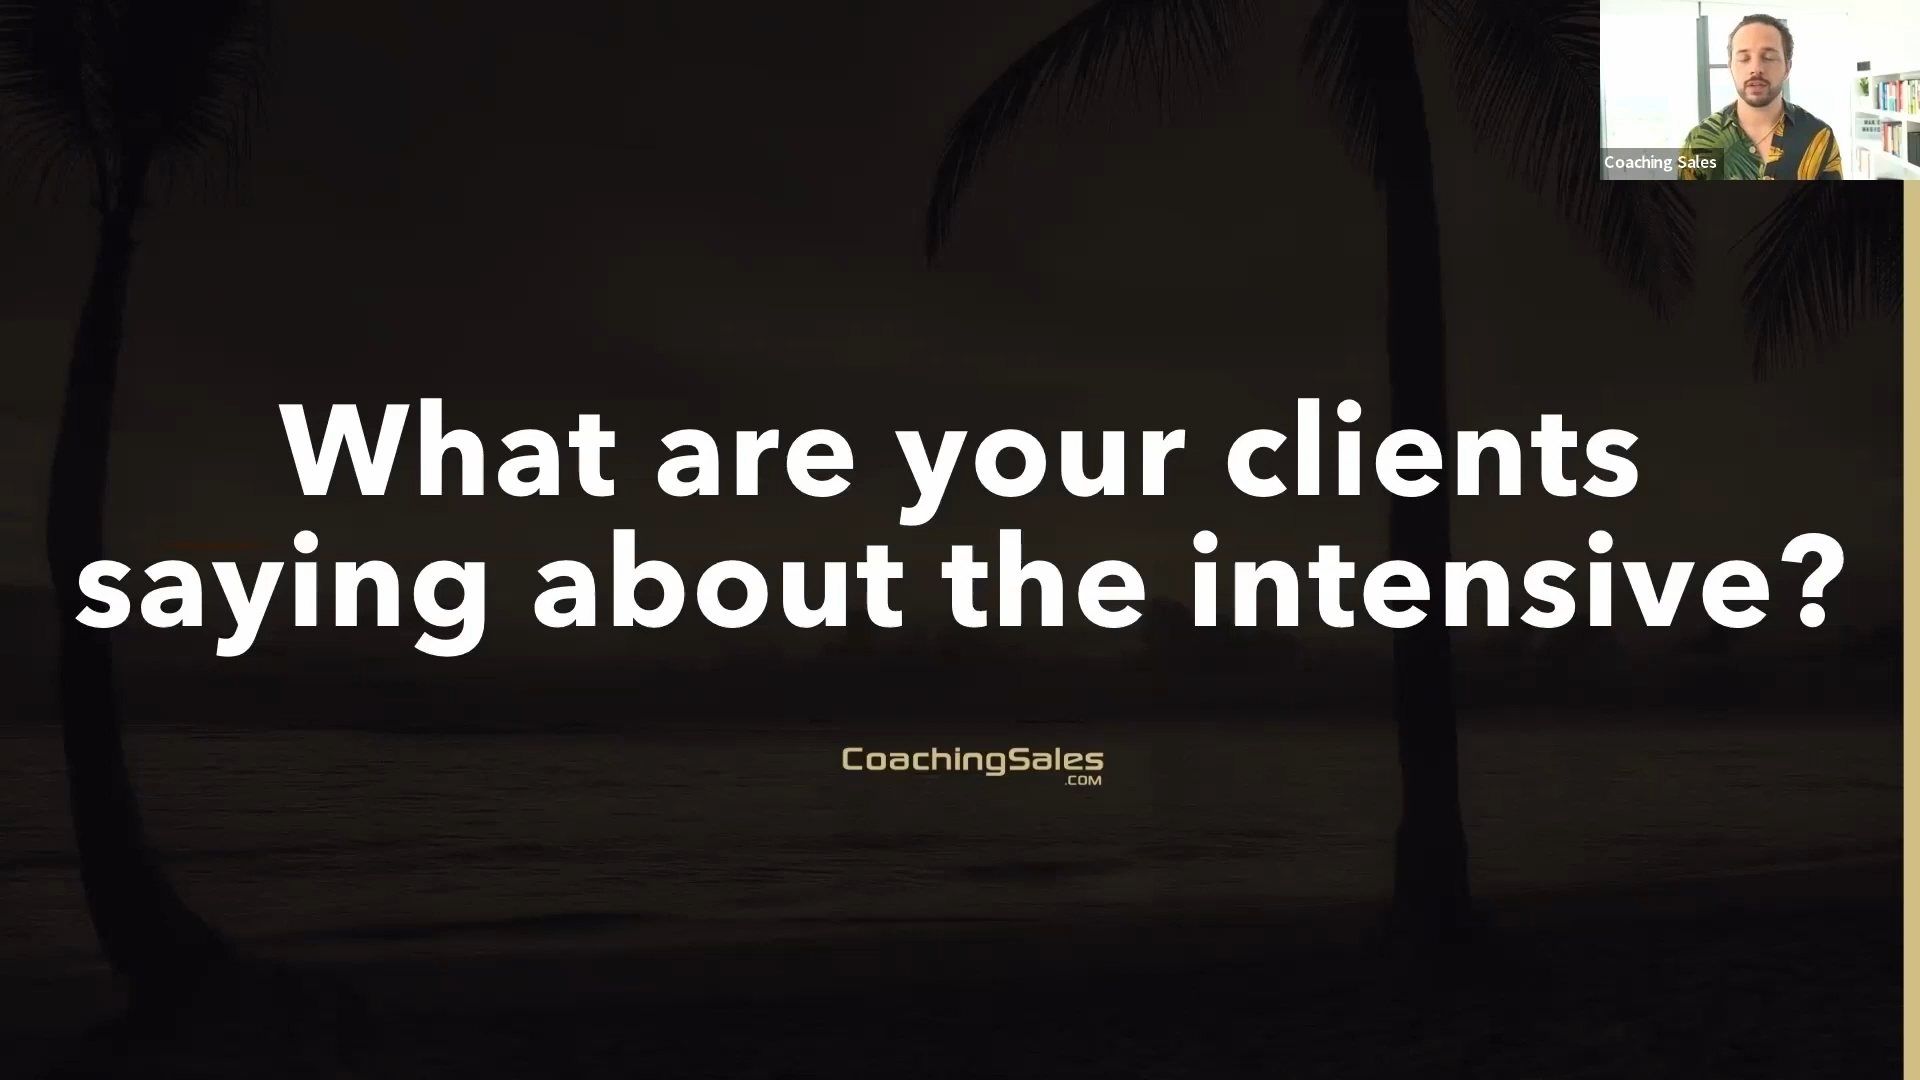 Coaching Sales
What are your clients
saying about the intensive?
CoachingSales
.COM